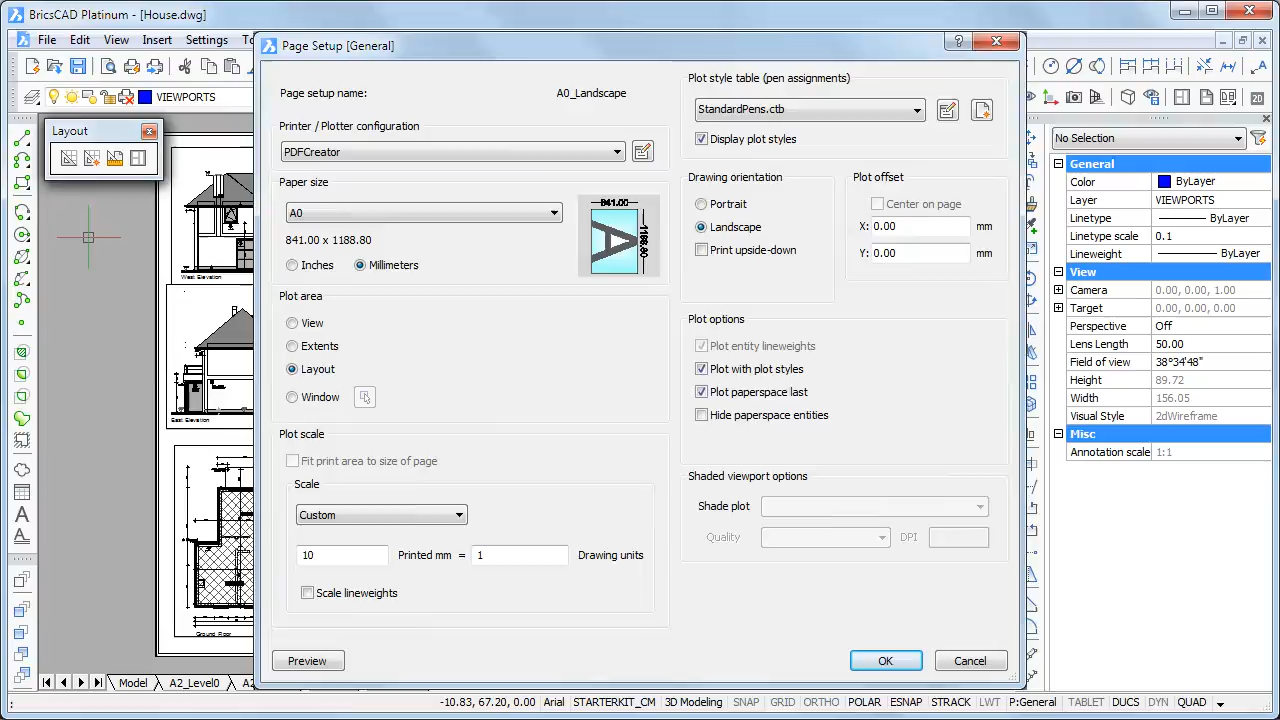 BricsCAD Platinum - [House.dwg]
File Edit View Insert Settings
Page Setup [General]
VIEWPORTS
Layout
West Elevation
East Elevation
Ground Floor
Page setup name: A0_Landscape
Printer / Plotter configuration
PDFCreator
Paper size
A0
841.00 x 1188.80
Inches Millimeters
841.00
1188.80
A
Plot area
View
Extents
Layout
Window
Plot scale
Fit print area to size of page
Scale
Custom
10 Printed mm = 1 Drawing units
Scale lineweights
Preview
Plot style table (pen assignments)
StandardPens.ctb
Display plot styles
Drawing orientation
Portrait
Landscape
Print upside-down
Plot offset
Center on page
X: 0.00 mm
Y: 0.00 mm
Plot options
Plot entity lineweights
Plot with plot styles
Plot paperspace last
Hide paperspace entities
Shaded viewport options
Shade plot
Quality DPI
OK Cancel
No Selection
General
Color ByLayer
Layer VIEWPORTS
Linetype ByLayer
Linetype scale 0.1
Lineweight ByLayer
View
Camera 0.00, 0.00, 1.00
Target 0.00, 0.00, 0.00
Perspective Off
Lens Length 50.00
Field of view 38°34'48"
Height 89.72
Width 156.05
Visual Style 2dWireframe
Misc
Annotation scale 1:1
Model A2_Level0
:
-10.83, 67.20, 0.00 Arial STARTERKIT_CM 3D Modeling SNAP GRID ORTHO POLAR ESNAP STRACK LWT P:General TABLET DUCS DYN QUAD